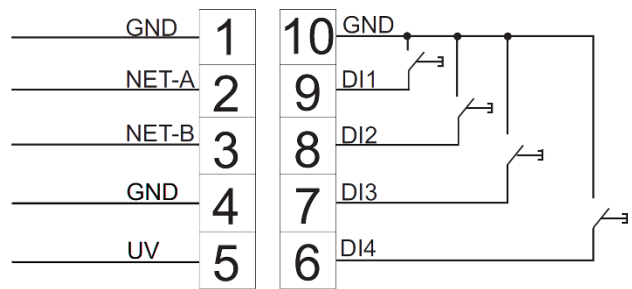 GND 1 10 GND
NET-A 2 9 DI1
NET-B 3 8 DI2
GND 4 7 DI3
UV 5 6 DI4